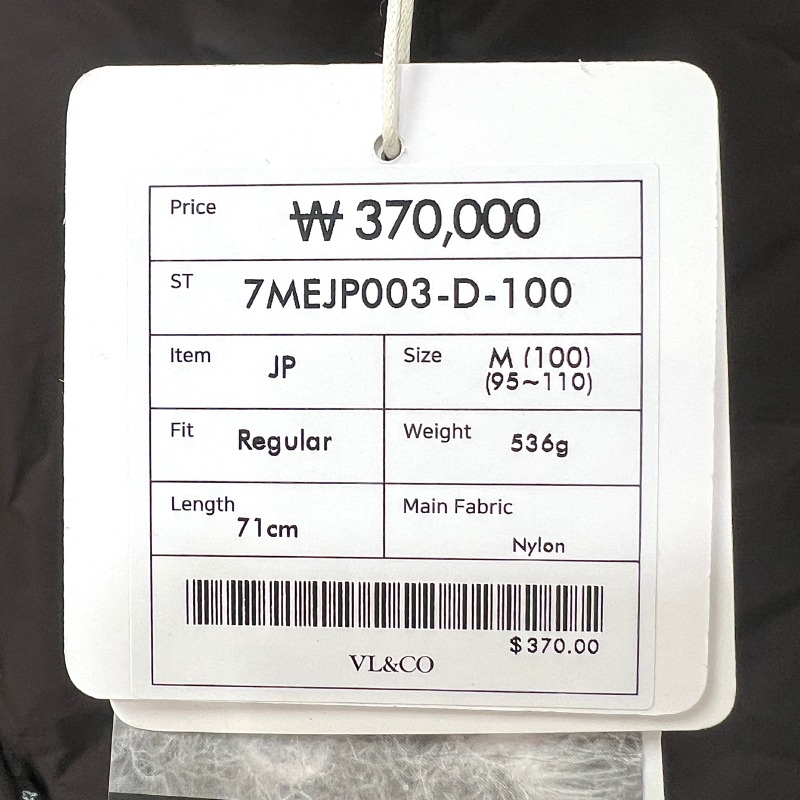 Price ₩ 370,000
ST 7MEJP003-D-100
Item JP
Size M (100)
(95~110)
Fit Regular
Weight 536g
Length
71cm
Main Fabric
Nylon
$370.00
VL&CO